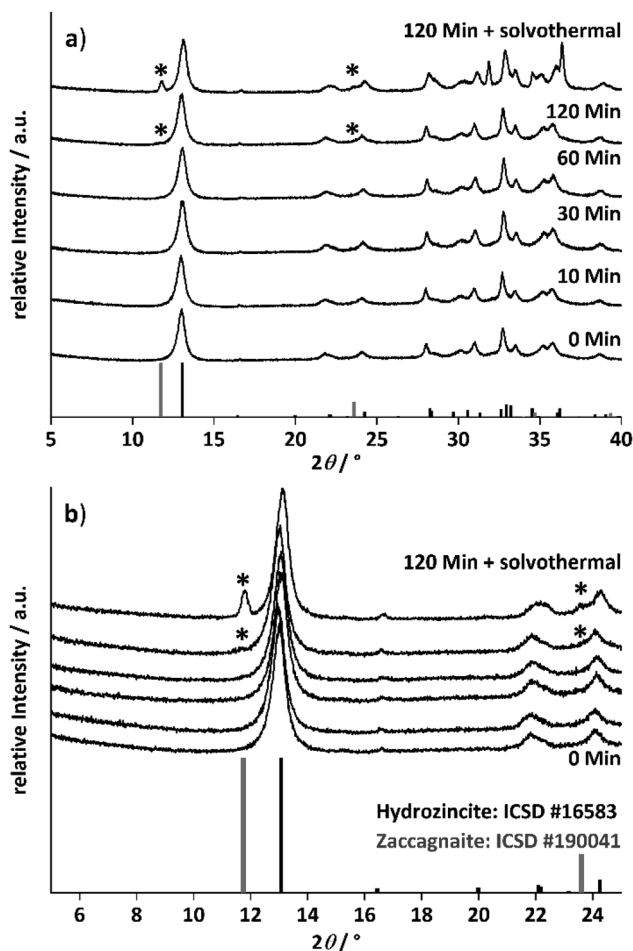 a)
120 Min + solvothermal
*
*
120 Min
*
*
60 Min
30 Min
10 Min
0 Min
relative Intensity / a.u.
5 10 15 20 25 30 35 40
2θ / °
b)
120 Min + solvothermal
*
*
*
*
0 Min
relative Intensity / a.u.
Hydrozincite: ICSD #16583
Zaccagnaite: ICSD #190041
6 8 10 12 14 16 18 20 22 24
2θ / °